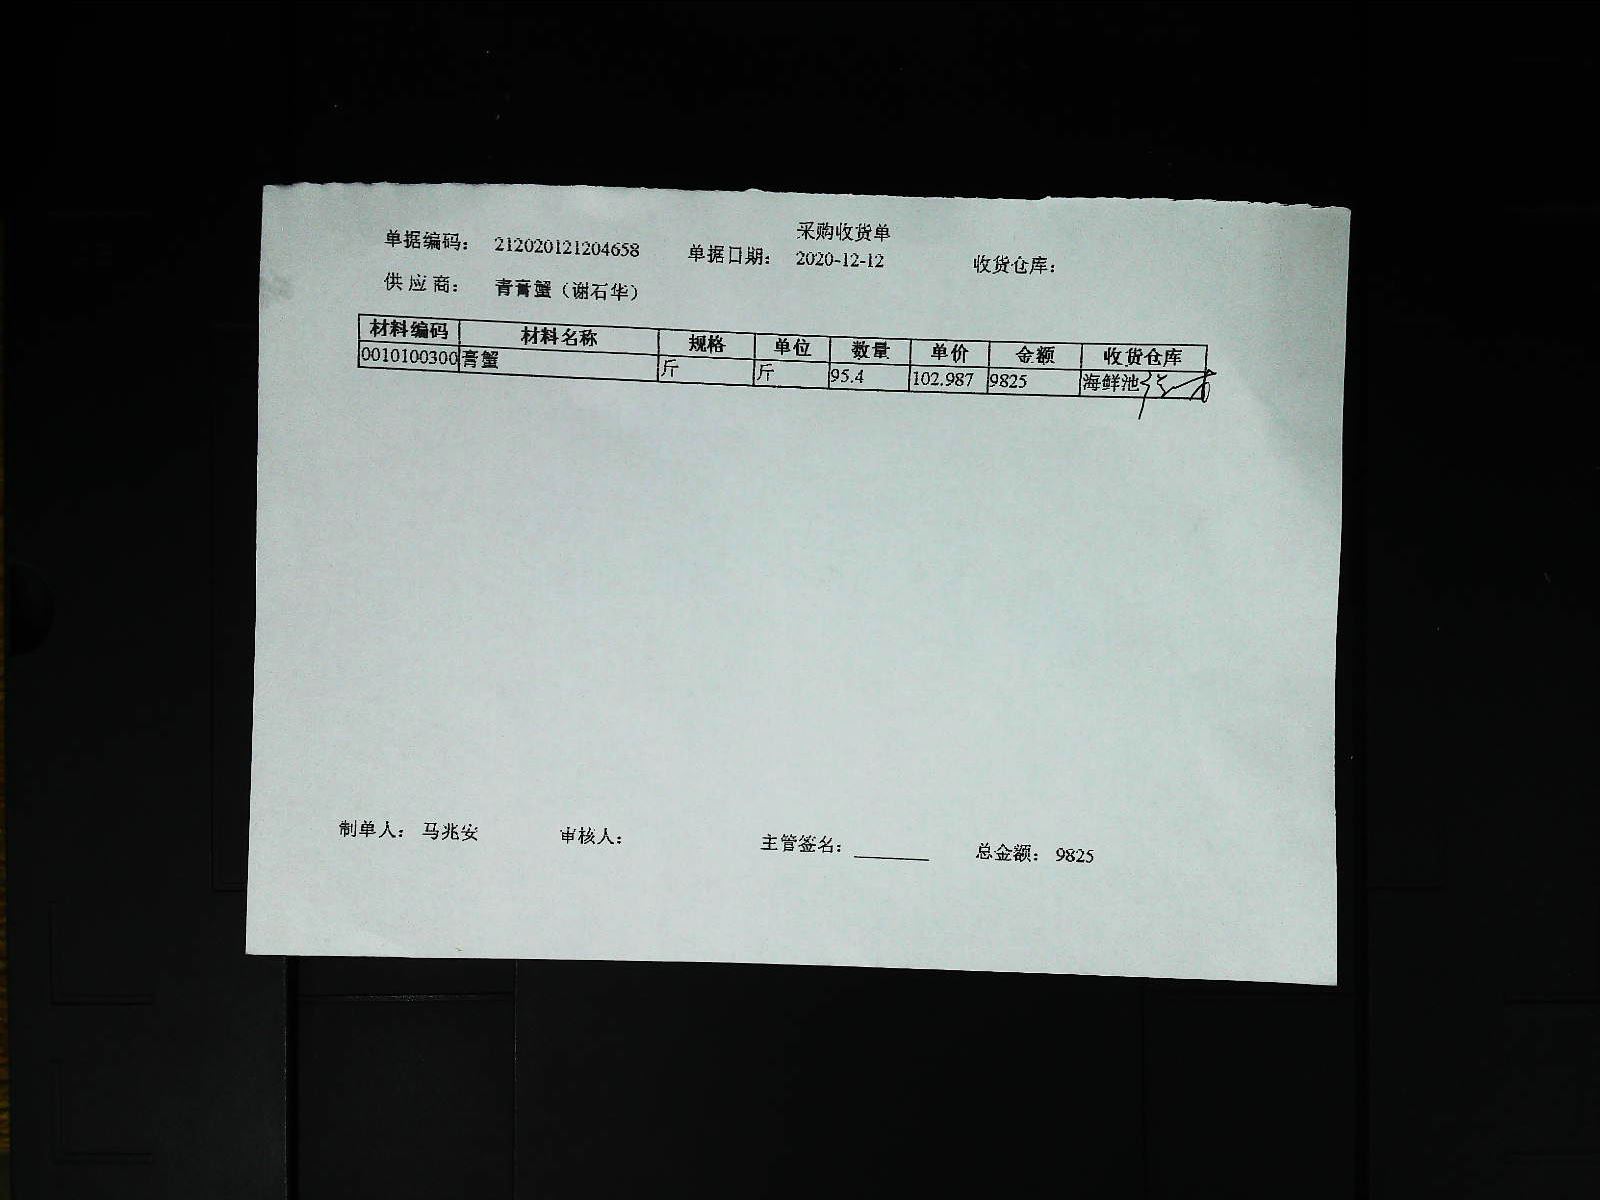 采购收货单
单据编码： 212020121204658 单据日期： 2020-12-12 收货仓库：
供 应 商： 青膏蟹（谢石华）
材料编码 材料名称 规格 单位 数量 单价 金额 收货仓库
0010100300 膏蟹 斤 斤 95.4 102.987 9825 海鲜池
制单人： 马兆安 审核人： 主管签名： ________ 总金额： 9825